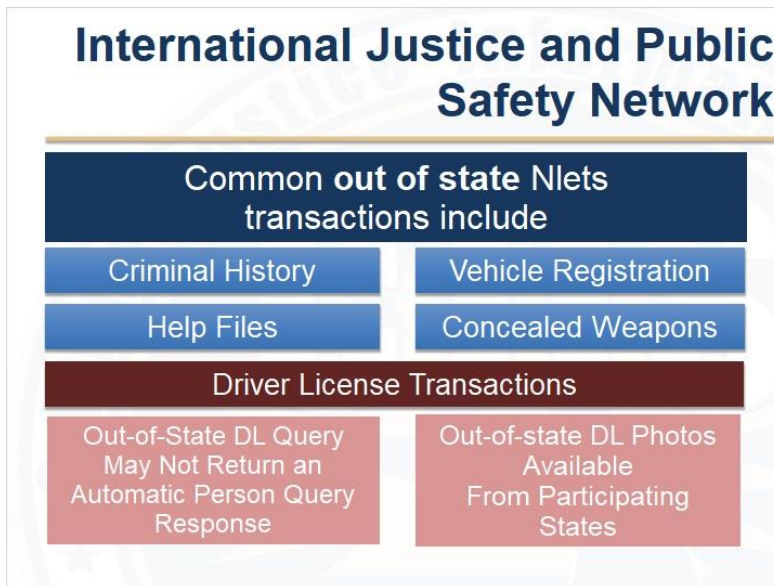 International Justice and Public
Safety Network
Common out of state Nlets
transactions include
Criminal History
Vehicle Registration
Help Files
Concealed Weapons
Driver License Transactions
Out-of-State DL Query
May Not Return an
Automatic Person Query
Response
Out-of-state DL Photos
Available
From Participating
States